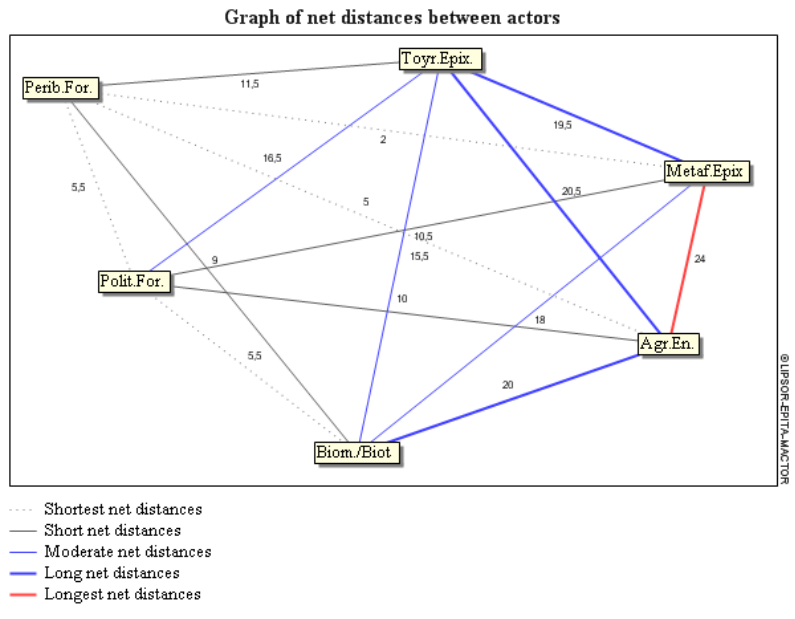 Graph of net distances between actors
Toyr.Epix.
Perib.For.
11,5
19,5
2
16,5
Metaf.Epix
5,5
20,5
5
10,5
15,5
9
24
Polit.For.
10
18
Agr.En.
5,5
20
Biom./Biot
©LIPSOR-EPITA-MACTOR
Shortest net distances
Short net distances
Moderate net distances
Long net distances
Longest net distances